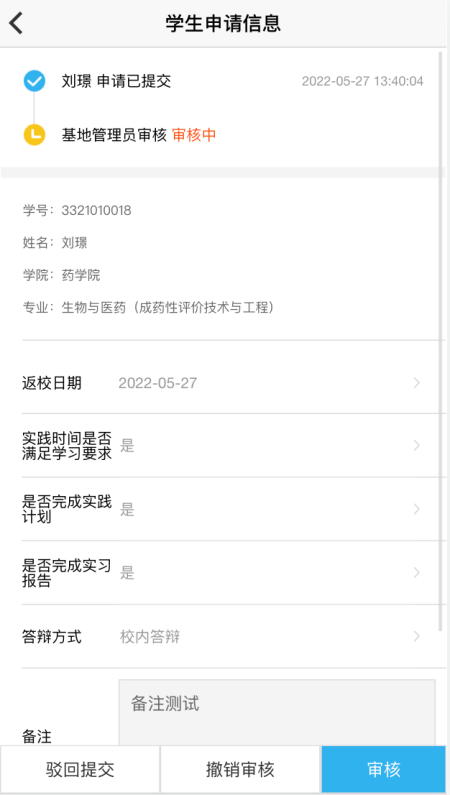 学生申请信息
刘璟 申请已提交 2022-05-27 13:40:04
基地管理员审核 审核中
学号：3321010018
姓名：刘璟
学院：药学院
专业：生物与医药（成药性评价技术与工程）
返校日期 2022-05-27
实践时间是否
满足学习要求 是
是否完成实践
计划 是
是否完成实习
报告 是
答辩方式 校内答辩
备注测试
备注
驳回提交 撤销审核 审核